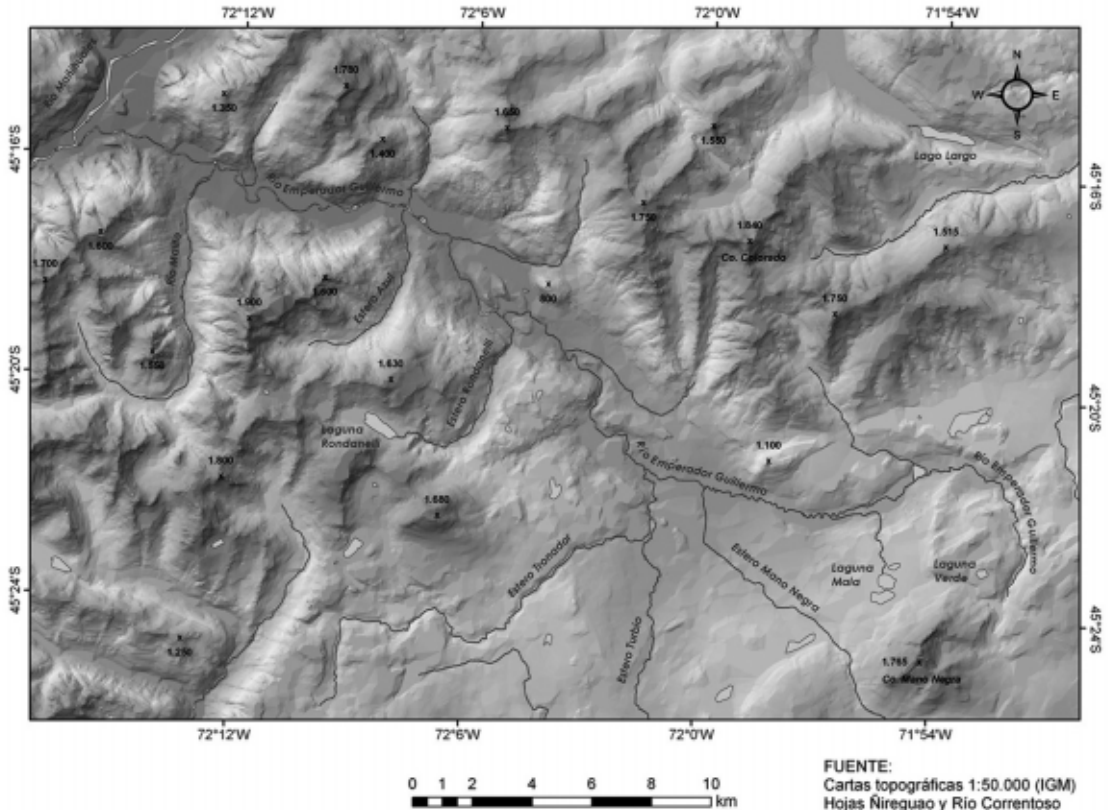 72°12'W
72°6'W
72°0'W
71°54'W
1.780
1.350
N
W
E
S
1.650
1.550
1.400
45°16'S
Lago Largo
45°16'S
Río Emperador Guillermo
1.750
1.640
1.515
1.600
Co. Colorado
1.700
1.600
800
1.900
Estero Azul
1.750
1.630
45°20'S
Estero Rondanelli
45°20'S
Laguna
Rondanelli
1.100
Río Emperador Guillermo
1.800
Río Emperador Guillermo
1.680
Estero Tronador
Estero Mano Negra
Laguna
Mala
Laguna
Verde
45°24'S
45°24'S
1.250
Estero Turbio
1.765
Co. Mano Negra
72°12'W
72°6'W
72°0'W
71°54'W
0 1 2 4 6 8 10
km
FUENTE:
Cartas topográficas 1:50.000 (IGM)
Hojas Ñireguao y Río Correntoso